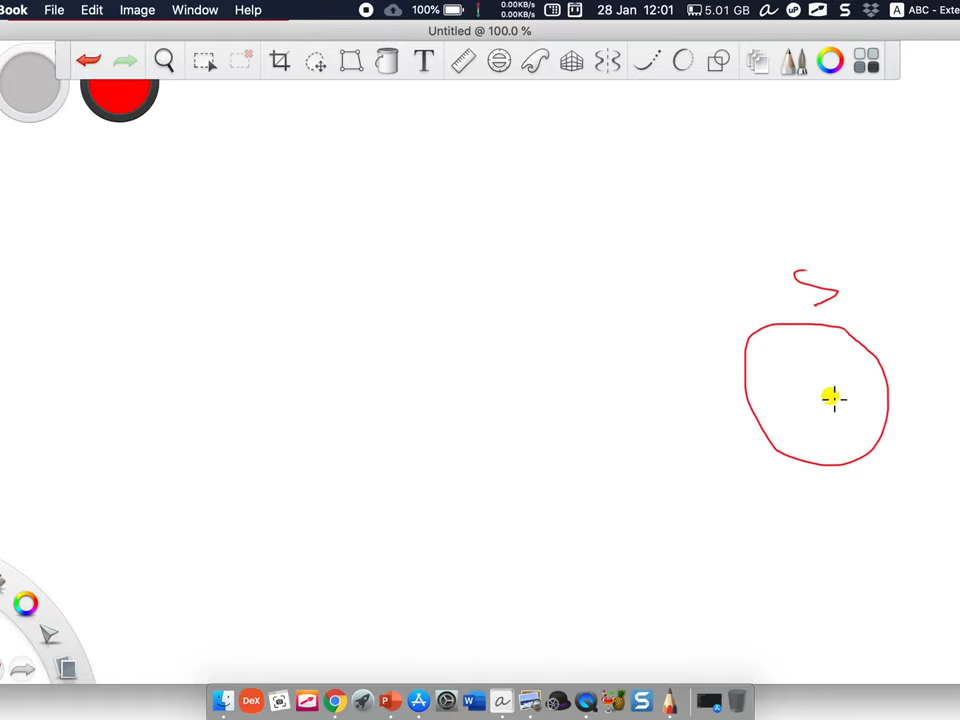 Book File Edit Image Window Help 100% 0.00KB/s 0.00KB/s 28 Jan 12:01 5.01 GB ABC - Exte
Untitled @ 100.0 %
T
S
DeX P W a S